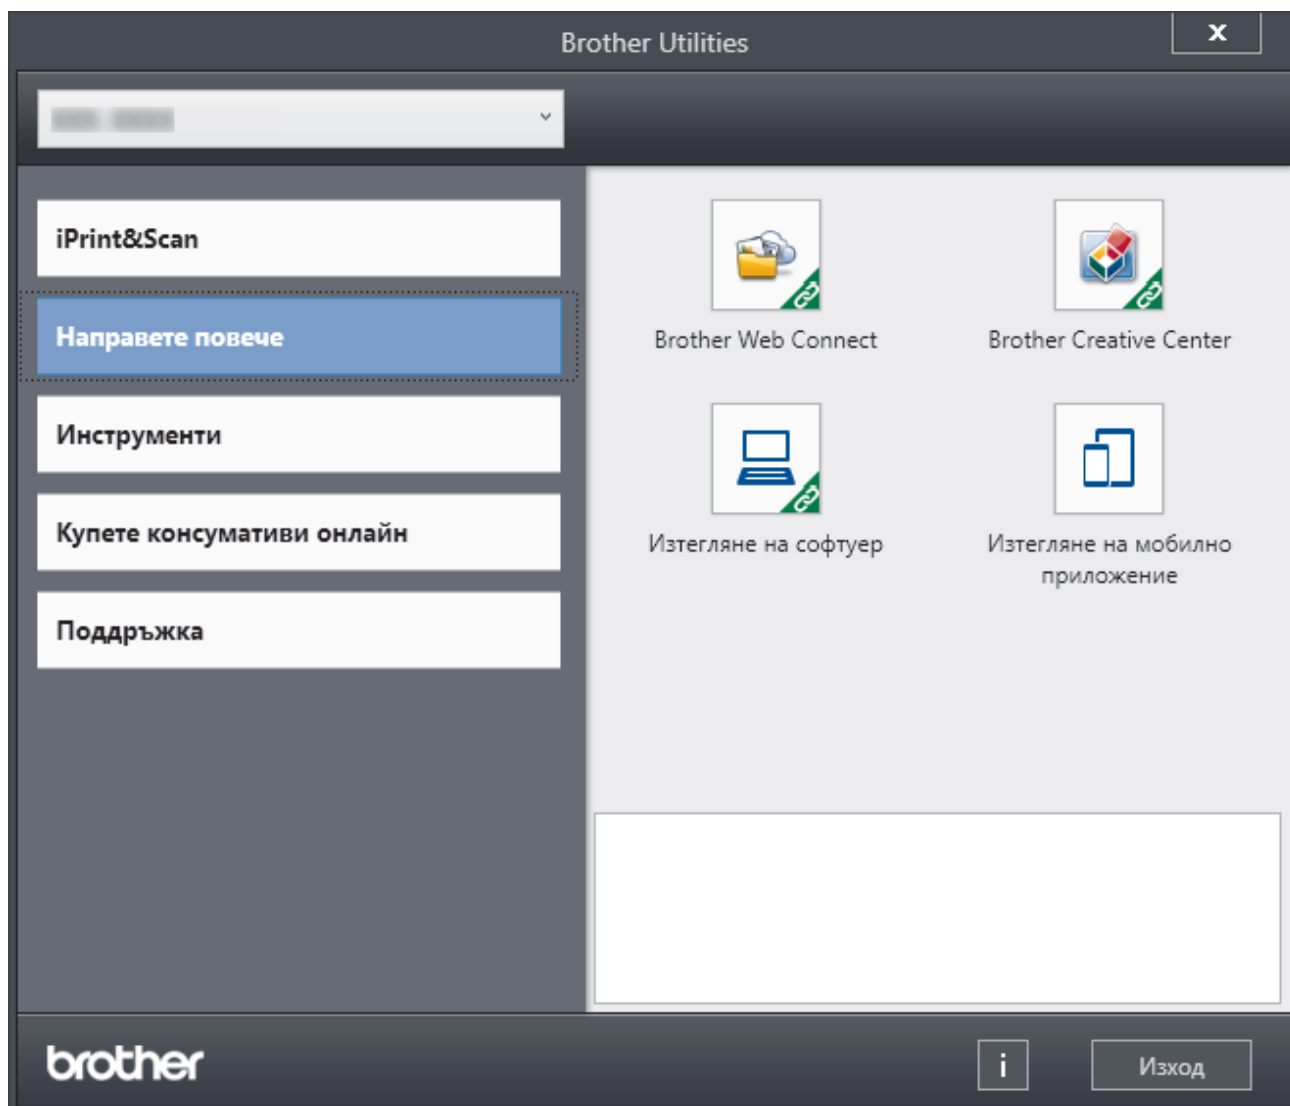 Brother Utilities
x
iPrint&Scan
Направете повече
Инструменти
Купете консумативи онлайн
Поддръжка
Brother Web Connect
Brother Creative Center
Изтегляне на софтуер
Изтегляне на мобилно
приложение
brother
i
Изход